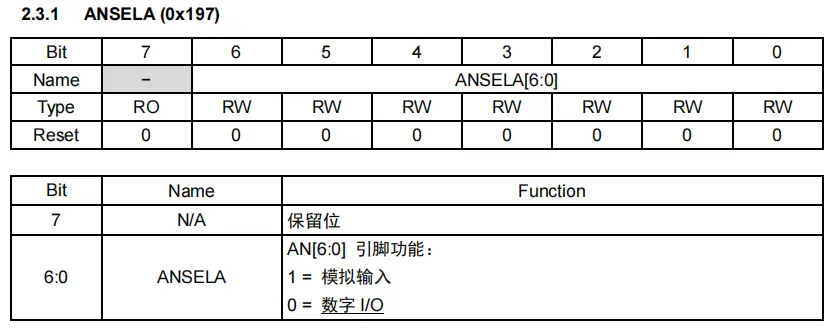 2.3.1 ANSELA (0x197)
Bit 7 6 5 4 3 2 1 0
Name − ANSELA[6:0]
Type RO RW RW RW RW RW RW RW
Reset 0 0 0 0 0 0 0 0
Bit Name Function
7 N/A 保留位
6:0 ANSELA AN[6:0] 引脚功能：
1 = 模拟输入
0 = 数字 I/O